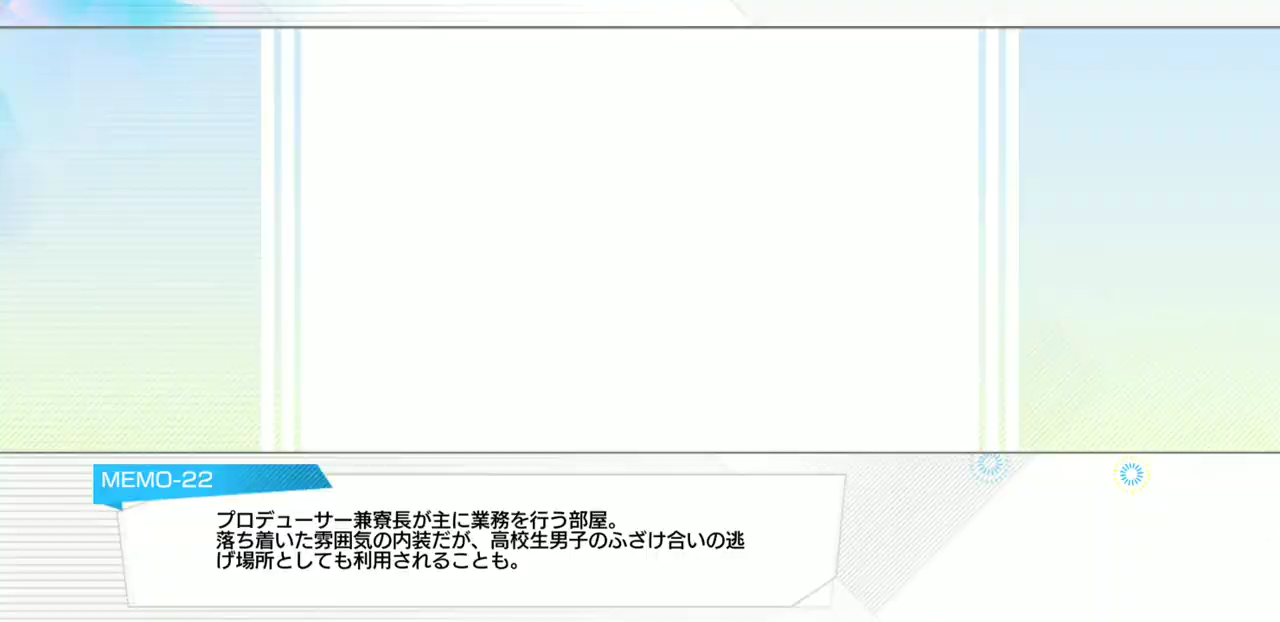 MEMO-22
プロデューサー兼寮長が主に業務を行う部屋。
落ち着いた雰囲気の内装だが、高校生男子のふざけ合いの逃
げ場所としても利用されることも。